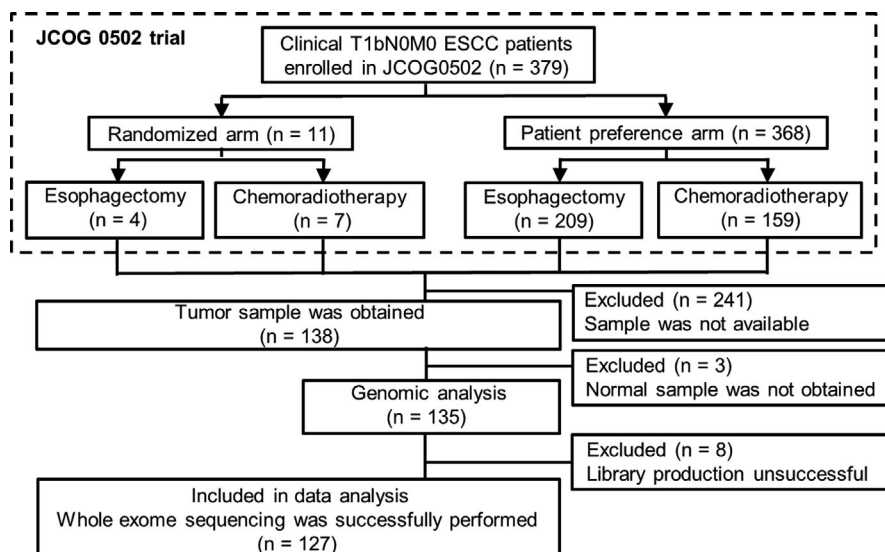 JCOG 0502 trial
Clinical T1bN0M0 ESCC patients
enrolled in JCOG0502 (n = 379)
Randomized arm (n = 11)
Patient preference arm (n = 368)
Esophagectomy
(n = 4)
Chemoradiotherapy
(n = 7)
Esophagectomy
(n = 209)
Chemoradiotherapy
(n = 159)
Tumor sample was obtained
(n = 138)
Excluded (n = 241)
Sample was not available
Excluded (n = 3)
Normal sample was not obtained
Genomic analysis
(n = 135)
Excluded (n = 8)
Library production unsuccessful
Included in data analysis
Whole exome sequencing was successfully performed
(n = 127)